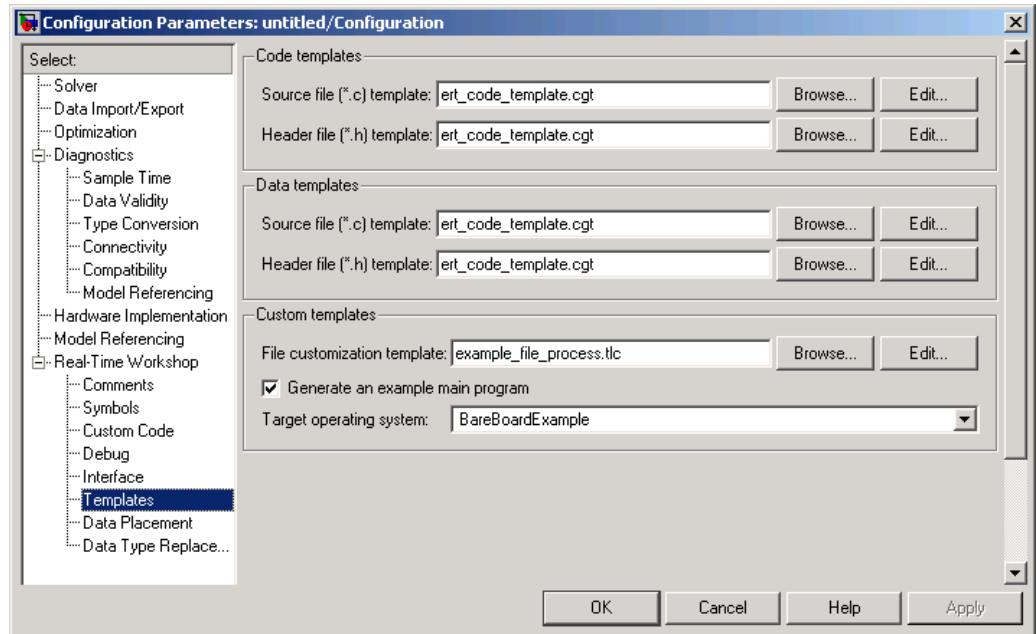 Configuration Parameters: untitled/Configuration
Select:
Solver
Data Import/Export
Optimization
Diagnostics
Sample Time
Data Validity
Type Conversion
Connectivity
Compatibility
Model Referencing
Hardware Implementation
Model Referencing
Real-Time Workshop
Comments
Symbols
Custom Code
Debug
Interface
Templates
Data Placement
Data Type Replace...
Code templates
Source file (*.c) template: ert_code_template.cgt Browse... Edit...
Header file (*.h) template: ert_code_template.cgt Browse... Edit...
Data templates
Source file (*.c) template: ert_code_template.cgt Browse... Edit...
Header file (*.h) template: ert_code_template.cgt Browse... Edit...
Custom templates
File customization template: example_file_process.tlc Browse... Edit...
Generate an example main program
Target operating system: BareBoardExample
OK Cancel Help Apply